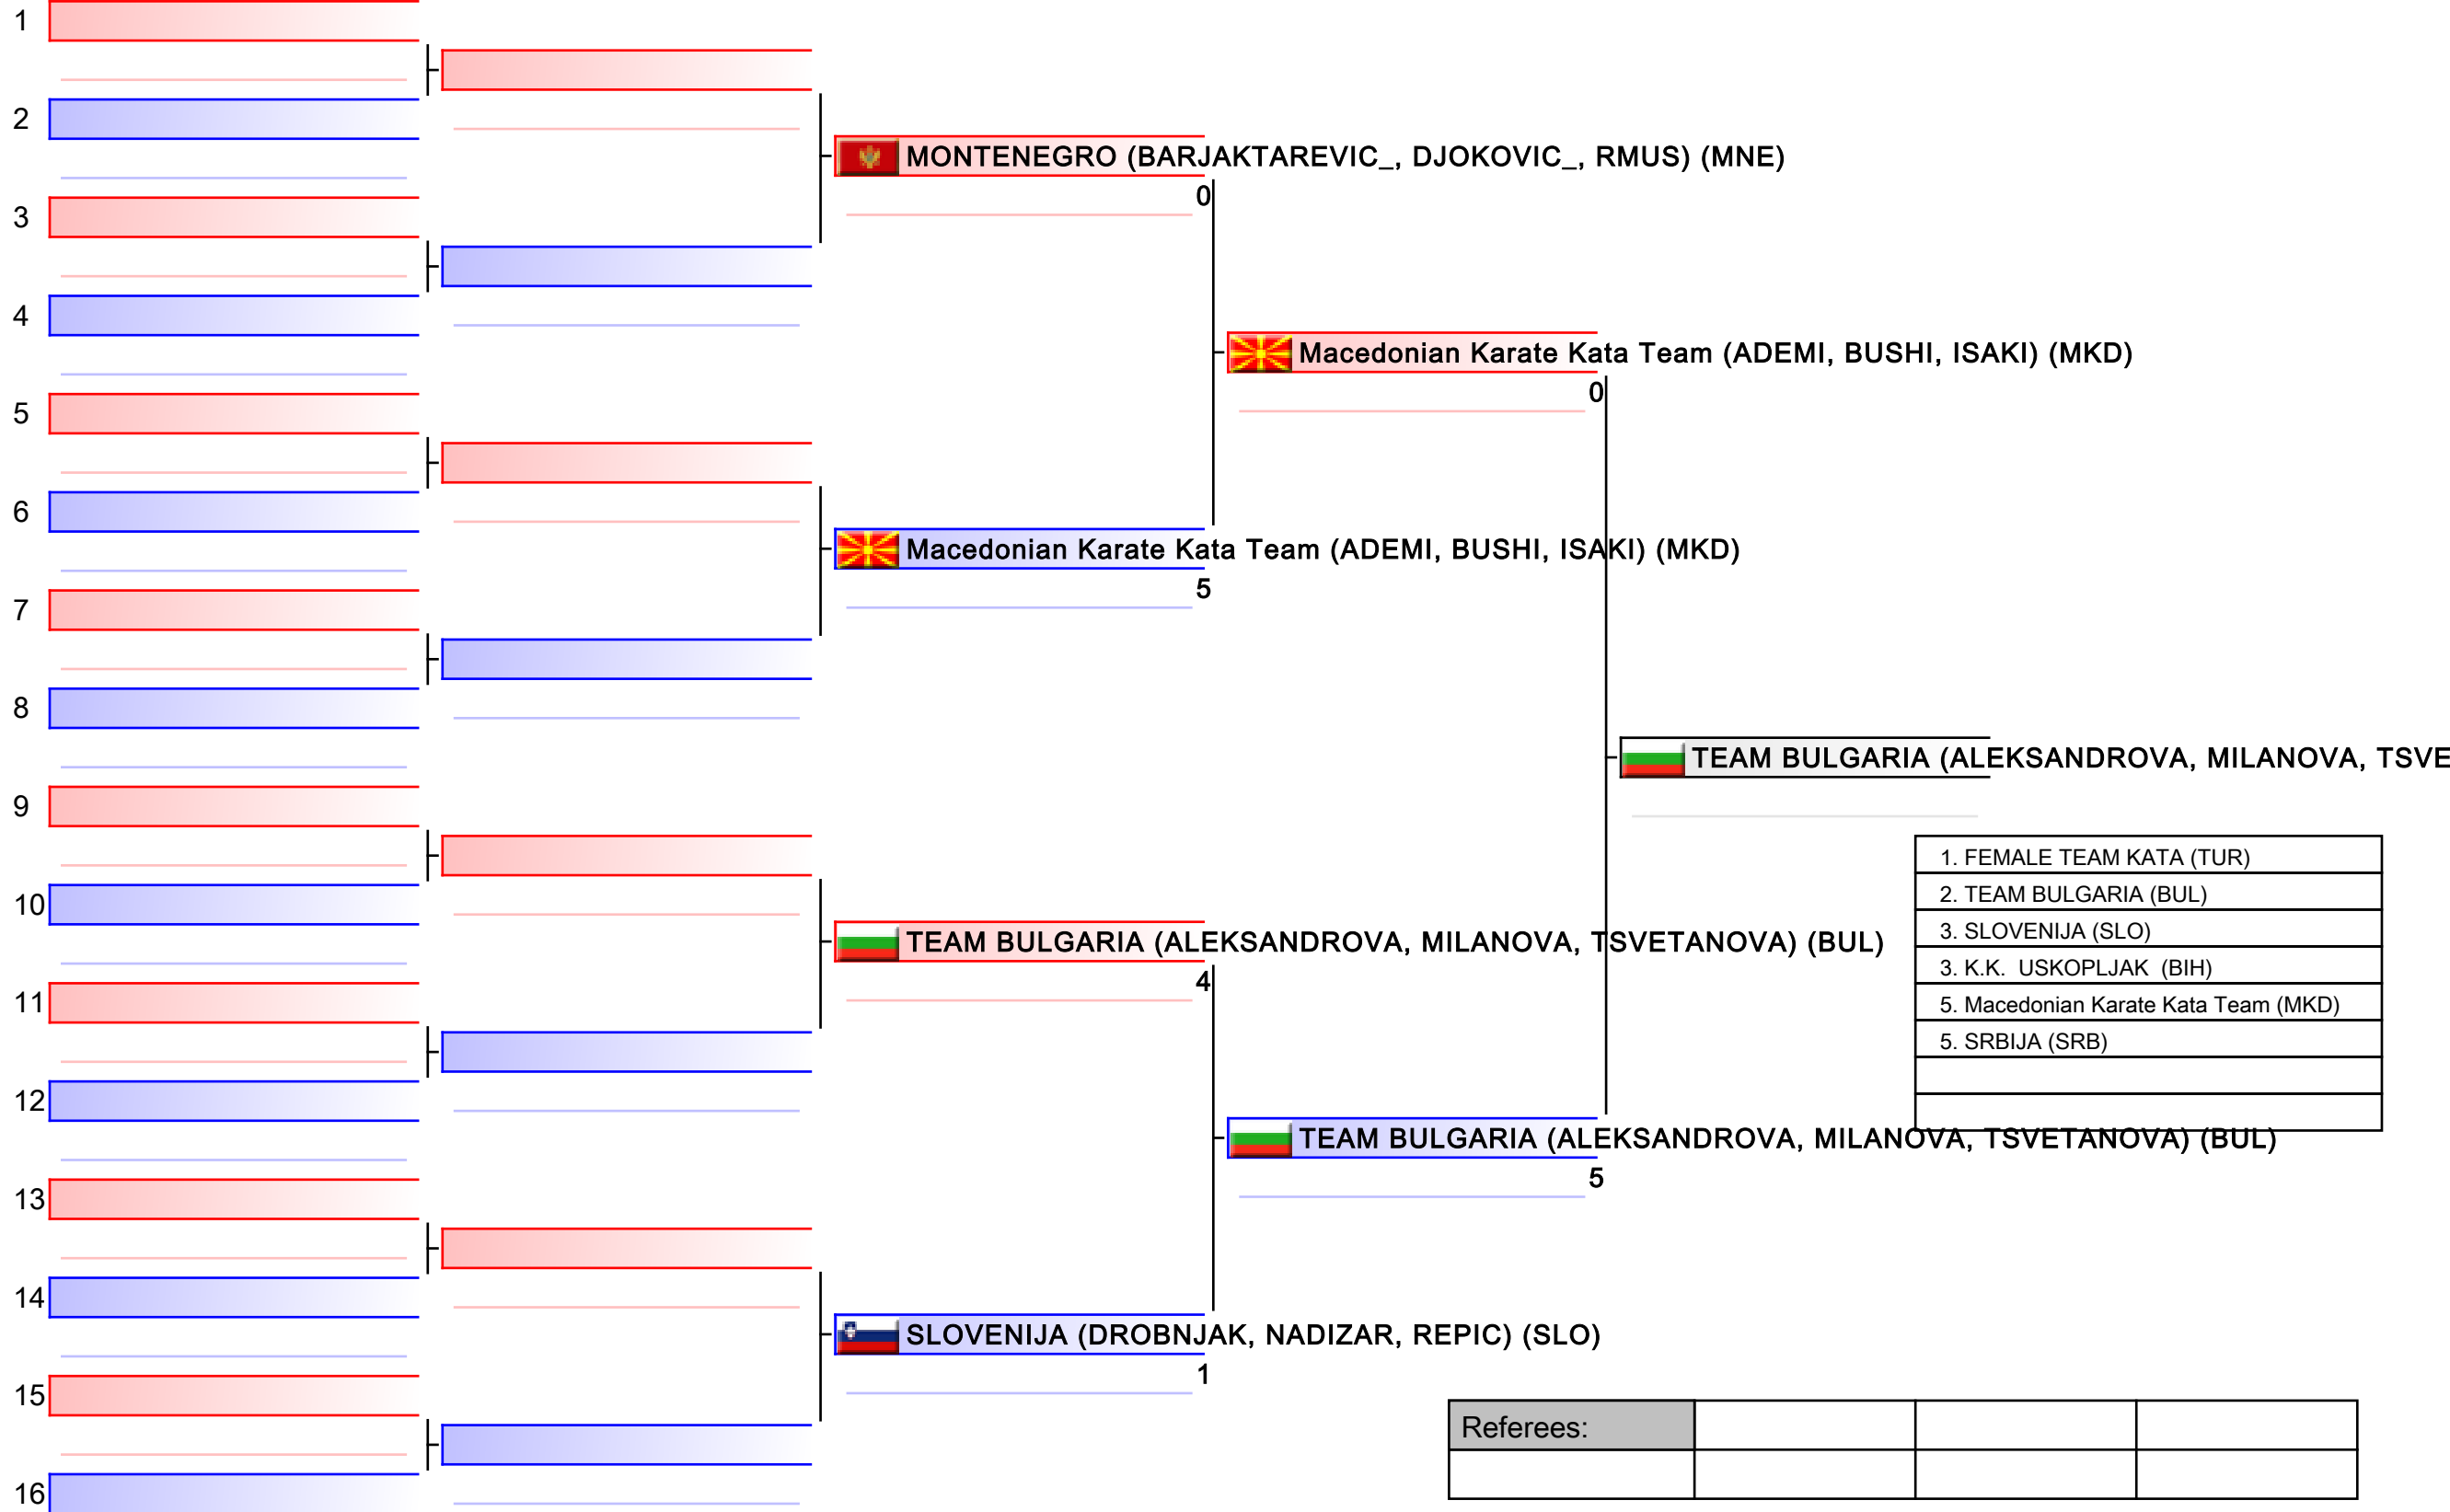 1
2
MONTENEGRO (BARJAKTAREVIC_, DJOKOVIC_, RMUS) (MNE)
0
3
4
Macedonian Karate Kata Team (ADEMI, BUSHI, ISAKI) (MKD)
0
5
6
Macedonian Karate Kata Team (ADEMI, BUSHI, ISAKI) (MKD)
5
7
8
TEAM BULGARIA (ALEKSANDROVA, MILANOVA, TSVE
9
1. FEMALE TEAM KATA (TUR)
2. TEAM BULGARIA (BUL)
3. SLOVENIJA (SLO)
3. K.K. USKOPLJAK (BIH)
5. Macedonian Karate Kata Team (MKD)
5. SRBIJA (SRB)
10
TEAM BULGARIA (ALEKSANDROVA, MILANOVA, TSVETANOVA) (BUL)
4
11
12
TEAM BULGARIA (ALEKSANDROVA, MILANOVA, TSVETANOVA) (BUL)
5
13
14
SLOVENIJA (DROBNJAK, NADIZAR, REPIC) (SLO)
1
15
Referees:
16